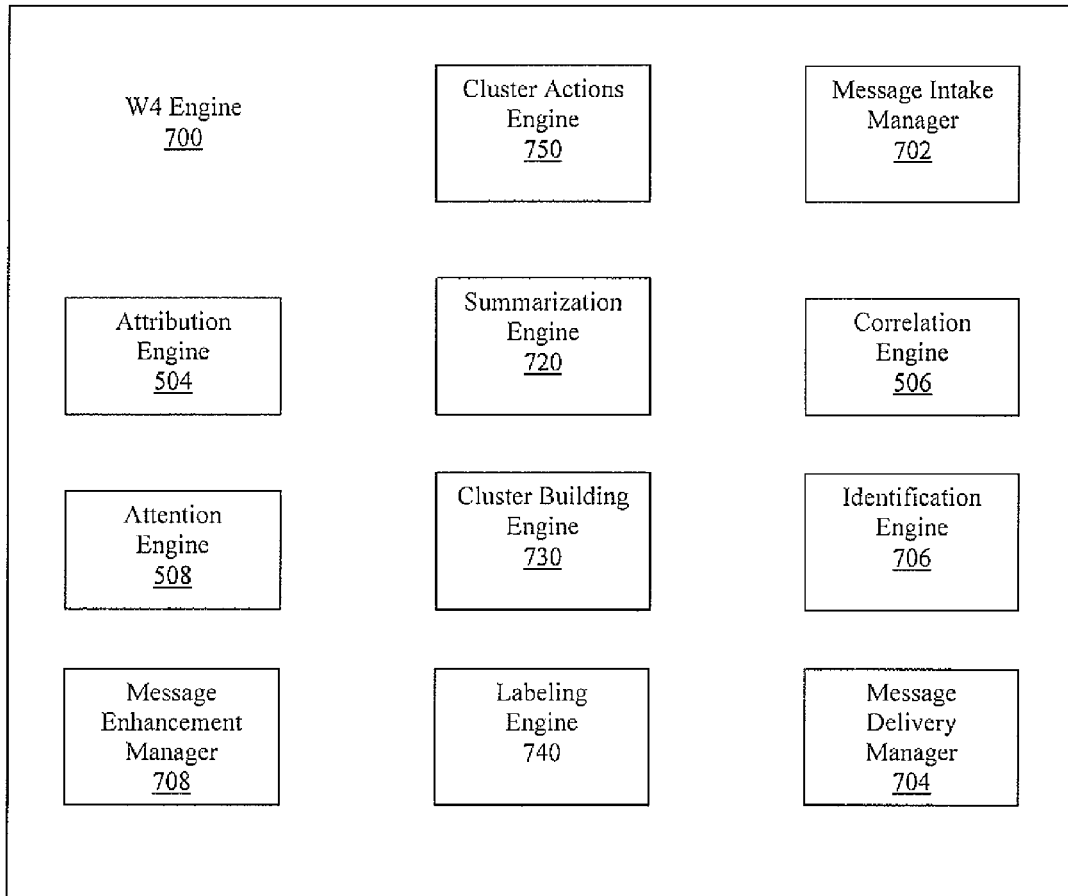 W4 Engine
700
Cluster Actions
Engine
750
Message Intake
Manager
702
Attribution
Engine
504
Summarization
Engine
720
Correlation
Engine
506
Attention
Engine
508
Cluster Building
Engine
730
Identification
Engine
706
Message
Enhancement
Manager
708
Labeling
Engine
740
Message
Delivery
Manager
704